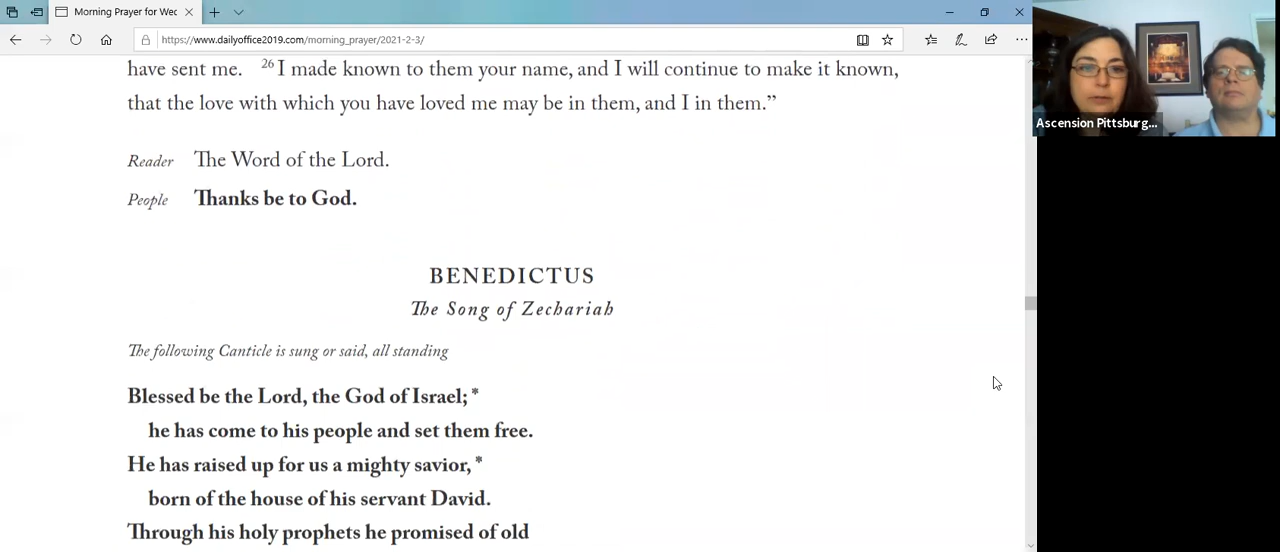 Morning Prayer for Wed
https://www.dailyoffice2019.com/morning_prayer/2021-2-3/
have sent me. 26 I made known to them your name, and I will continue to make it known,
that the love with which you have loved me may be in them, and I in them.”
Reader The Word of the Lord.
People Thanks be to God.
BENEDICTUS
The Song of Zechariah
The following Canticle is sung or said, all standing
Blessed be the Lord, the God of Israel; *
he has come to his people and set them free.
He has raised up for us a mighty savior, *
born of the house of his servant David.
Through his holy prophets he promised of old
Ascension Pittsburg...